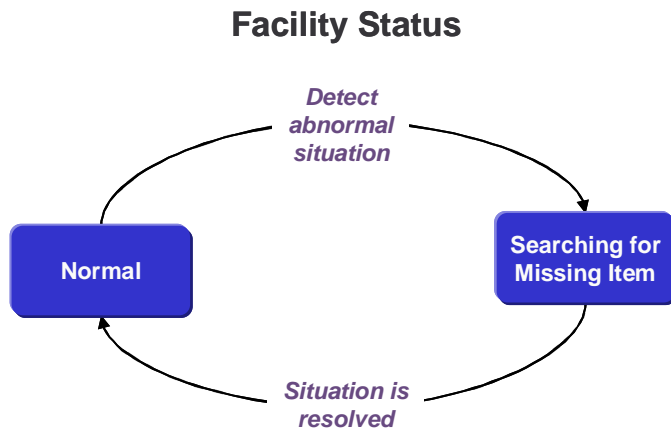 Facility Status
Detect
abnormal
situation
Normal
Searching for
Missing Item
Situation is
resolved